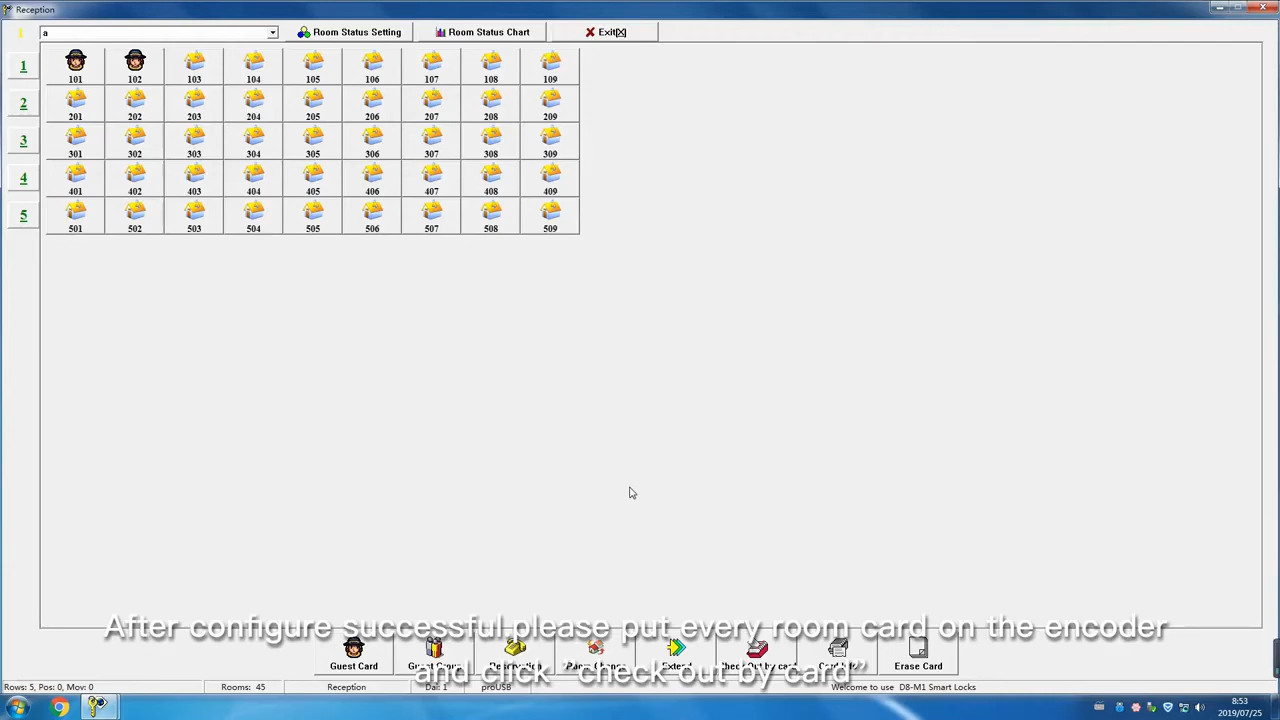 Reception
a
Room Status Setting
Room Status Chart
Exit[X]
1
101 102 103 104 105 106 107 108 109
2
201 202 203 204 205 206 207 208 209
3
301 302 303 304 305 306 307 308 309
4
401 402 403 404 405 406 407 408 409
5
501 502 503 504 505 506 507 508 509
After configure successful,please put every room card on the encoder
and click "check out by card"
Guest Card
Extend
Erase Card
Rows: 5, Pos: 0, Mov: 0
Rooms: 45
Reception
Dai: 1
proUSB
Welcome to use D8-M1 Smart Locks
8:53
2019/07/25